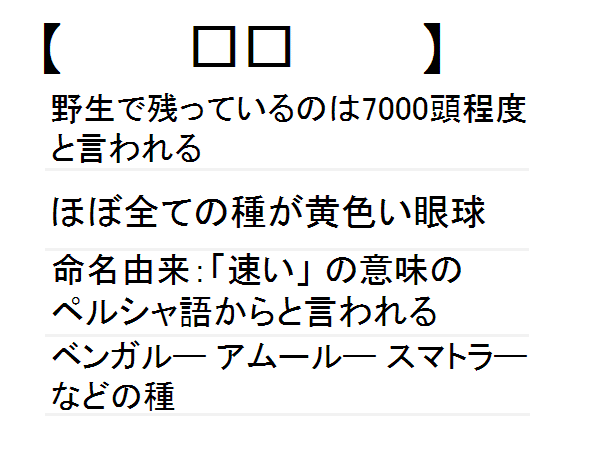 【　　　□□　　　】
野生で残っているのは7000頭程度
と言われる
ほぼ全ての種が黄色い眼球
命名由来：「速い」の意味の
ペルシャ語からと言われる
ベンガル― アムール― スマトラ―
などの種